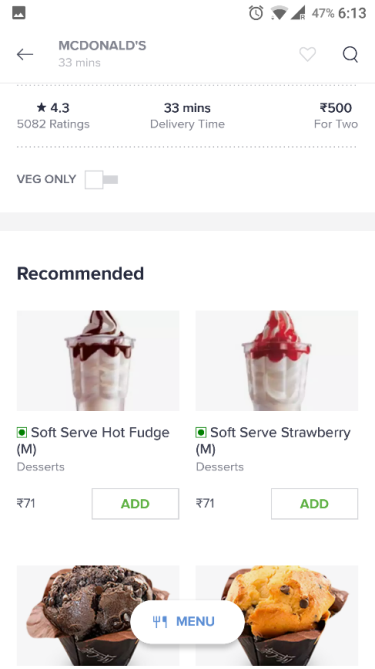 47% 6:13
MCDONALD'S
33 mins
★ 4.3 33 mins ₹500
5082 Ratings Delivery Time For Two
VEG ONLY
Recommended
Soft Serve Hot Fudge
(M)
Desserts
₹71 ADD
Soft Serve Strawberry
(M)
Desserts
₹71 ADD
MENU